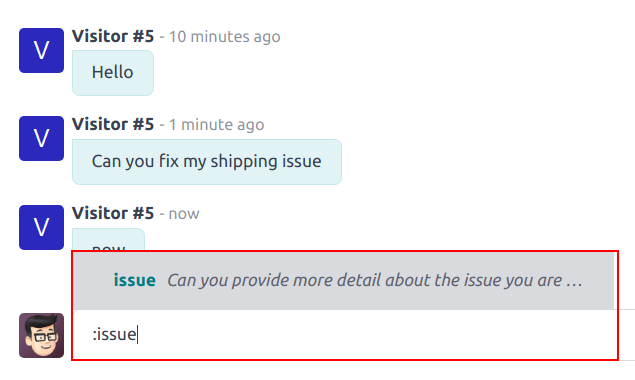 V
Visitor #5 - 10 minutes ago
Hello
V
Visitor #5 - 1 minute ago
Can you fix my shipping issue
V
Visitor #5 - now
now
issue Can you provide more detail about the issue you are ...
:issue